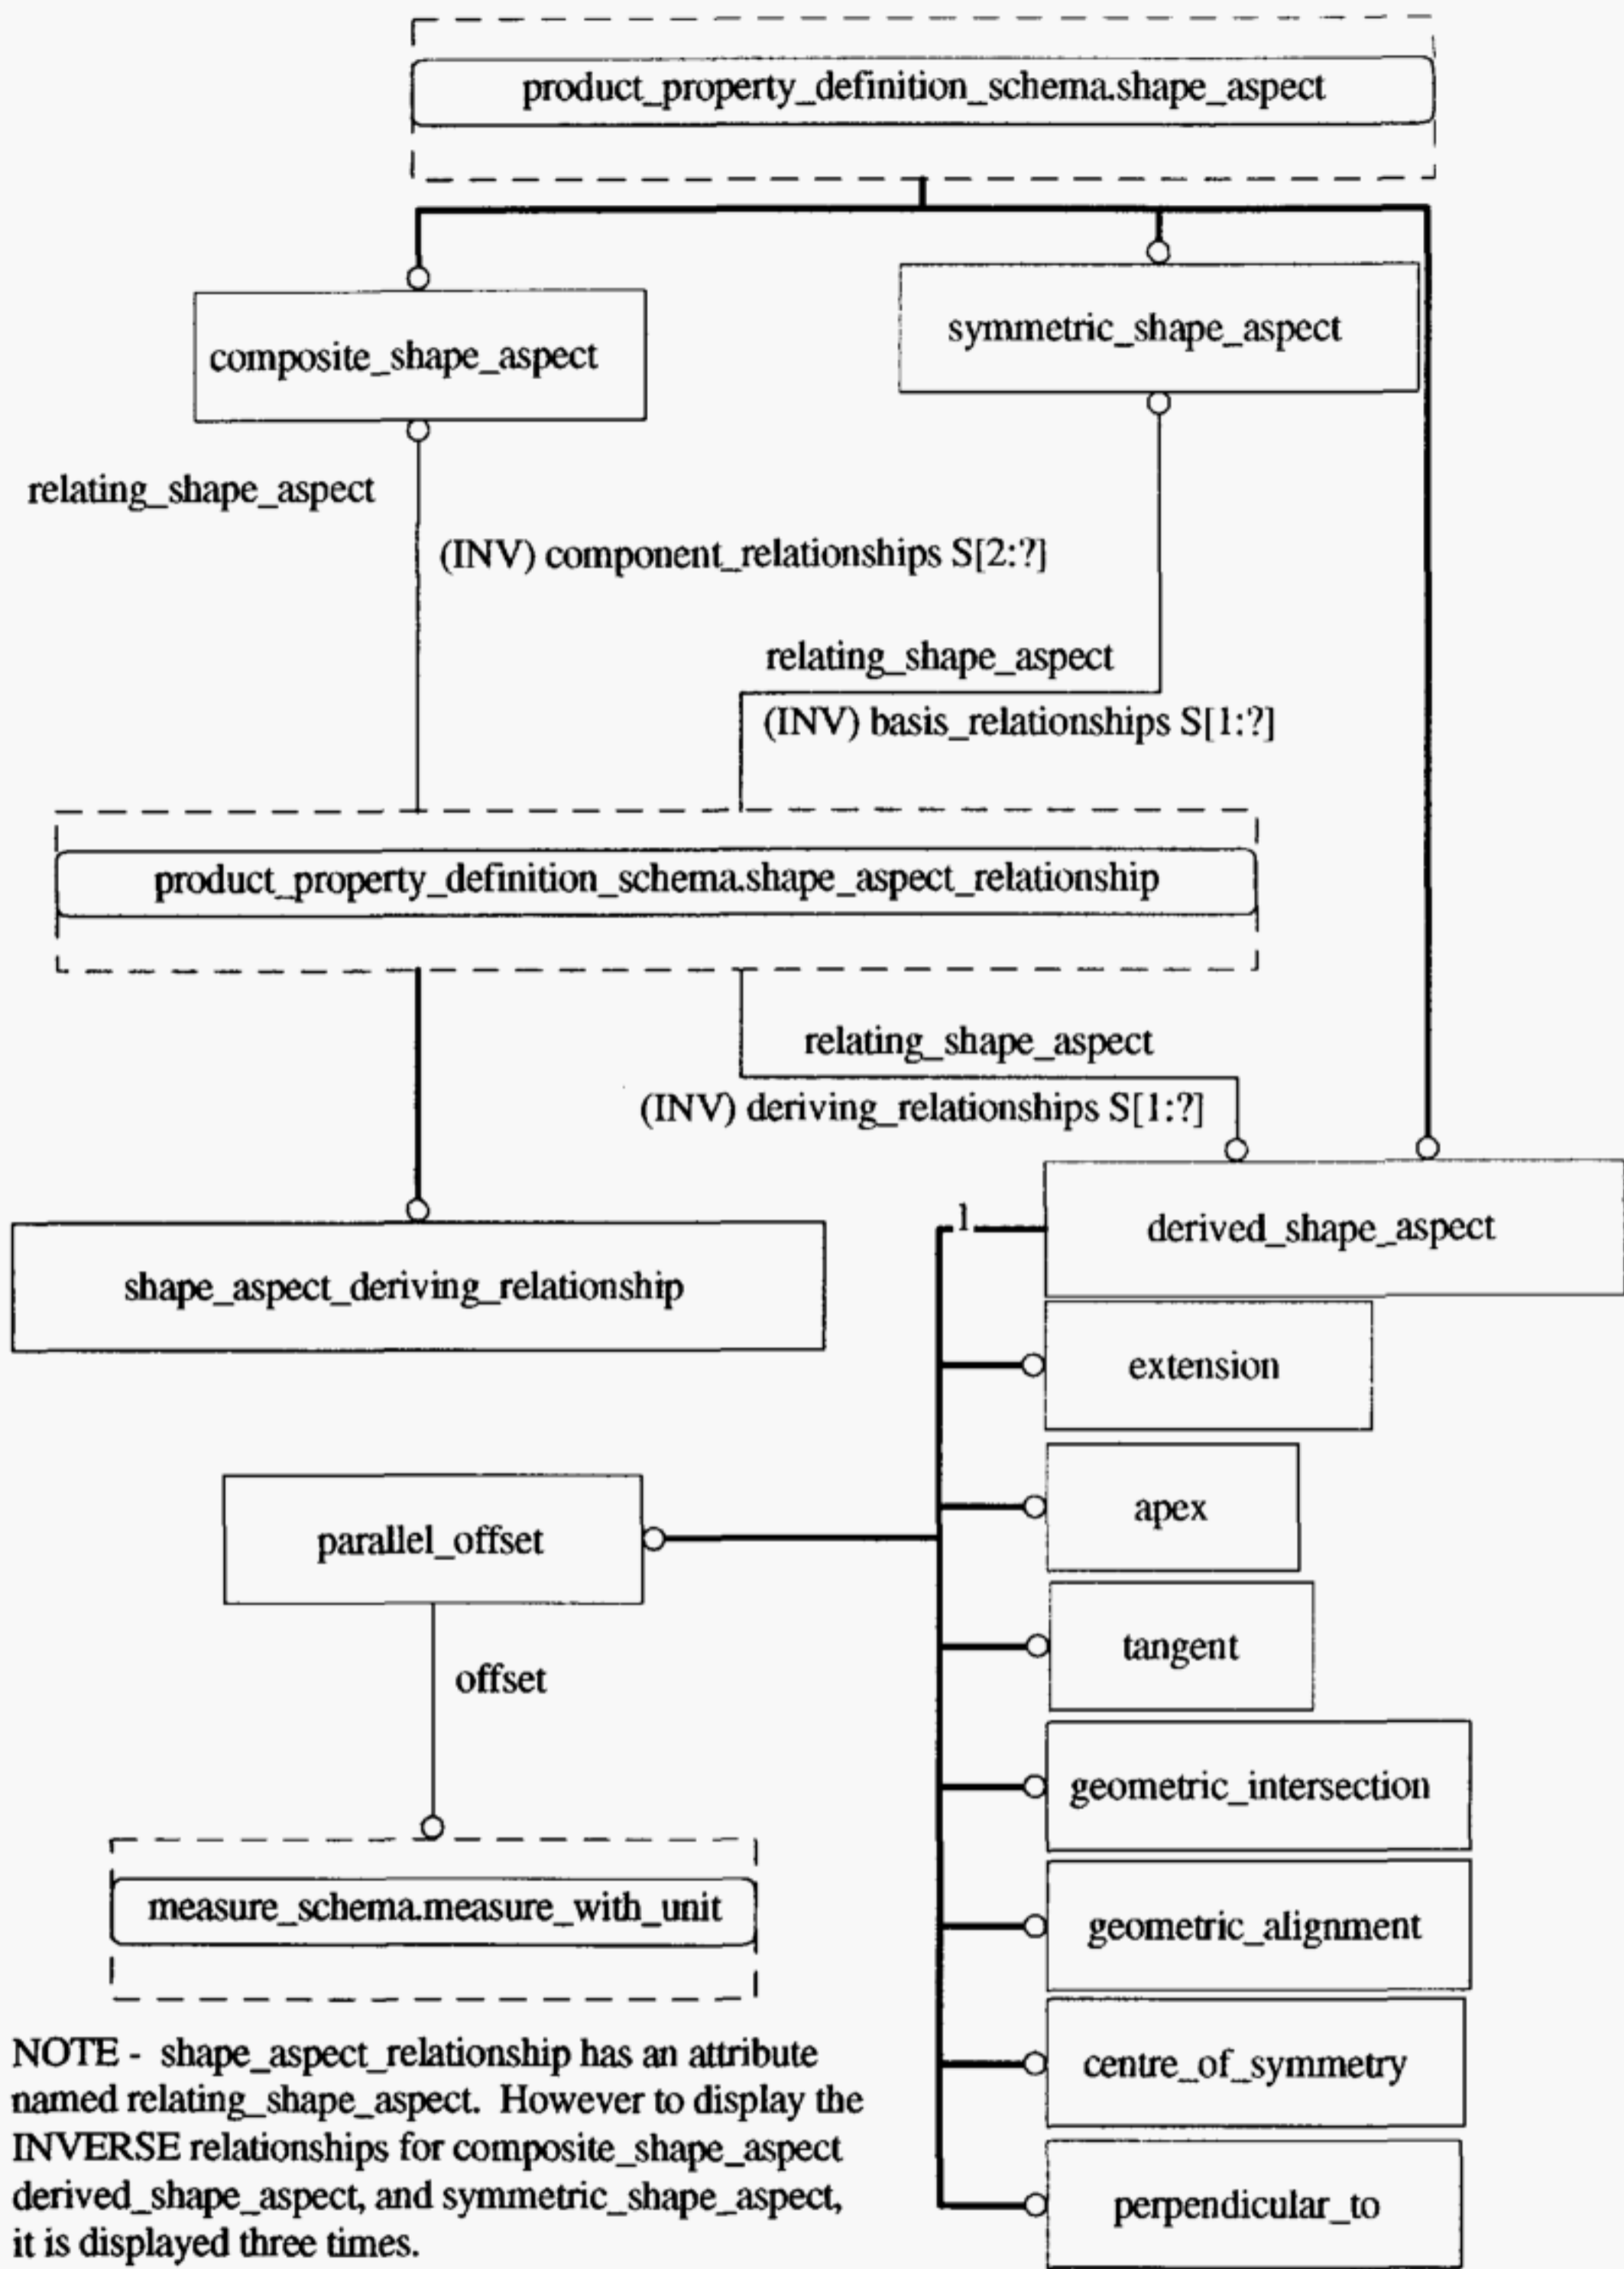 product_property_definition_schema.shape_aspect
symmetric_shape_aspect
composite_shape_aspect
relating_shape_aspect
(INV) component_relationships S[2:?]
relating_shape_aspect
(INV) basis_relationships S[1:?]
product_property_definition_schema.shape_aspect_relationship
relating_shape_aspect
(INV) deriving_relationships S[1:?]
1
derived_shape_aspect
shape_aspect_deriving_relationship
extension
apex
parallel_offset
tangent
offset
geometric_intersection
measure_schema.measure_with_unit
geometric_alignment
centre_of_symmetry
perpendicular_to
NOTE - shape_aspect_relationship has an attribute
named relating_shape_aspect. However to display the
INVERSE relationships for composite_shape_aspect
derived_shape_aspect, and symmetric_shape_aspect,
it is displayed three times.